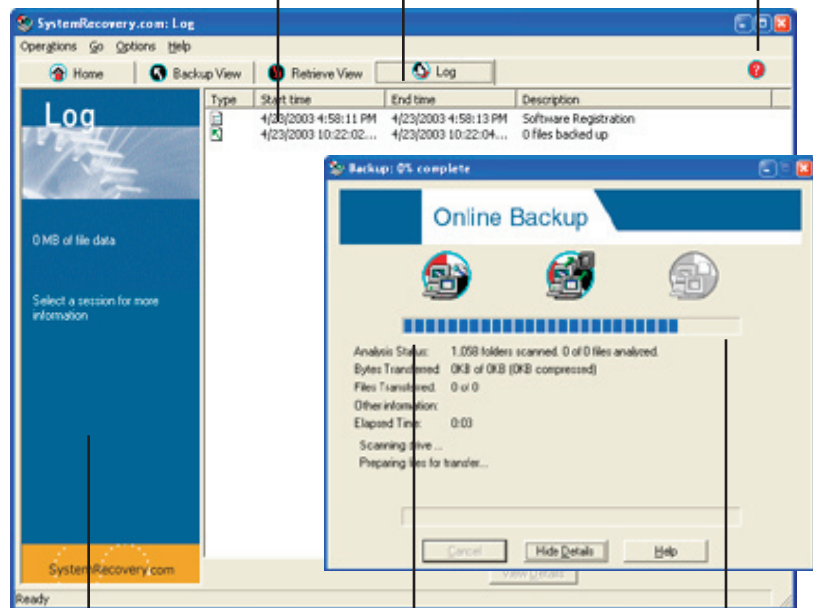 SystemRecovery.com: Log
Operations Go Options Help
Home Backup View Retrieve View Log
Log
Type Start time End time Description
4/23/2003 4:58:11 PM 4/23/2003 4:58:13 PM Software Registration
4/23/2003 10:22:02... 4/23/2003 10:22:04... 0 files backed up
0 MB of file data
Select a session for more
information
SystemRecovery.com
Backup: 0% complete
Online Backup
Analysis Status: 1,058 folders scanned. 0 of 0 files analyzed.
Bytes Transferred: 0KB of 0KB (0KB compressed)
Files Transferred: 0 of 0
Other information:
Elapsed Time: 0:03
Scanning drive ...
Preparing files for transfer...
Cancel Hide Details Help
View Details
Ready